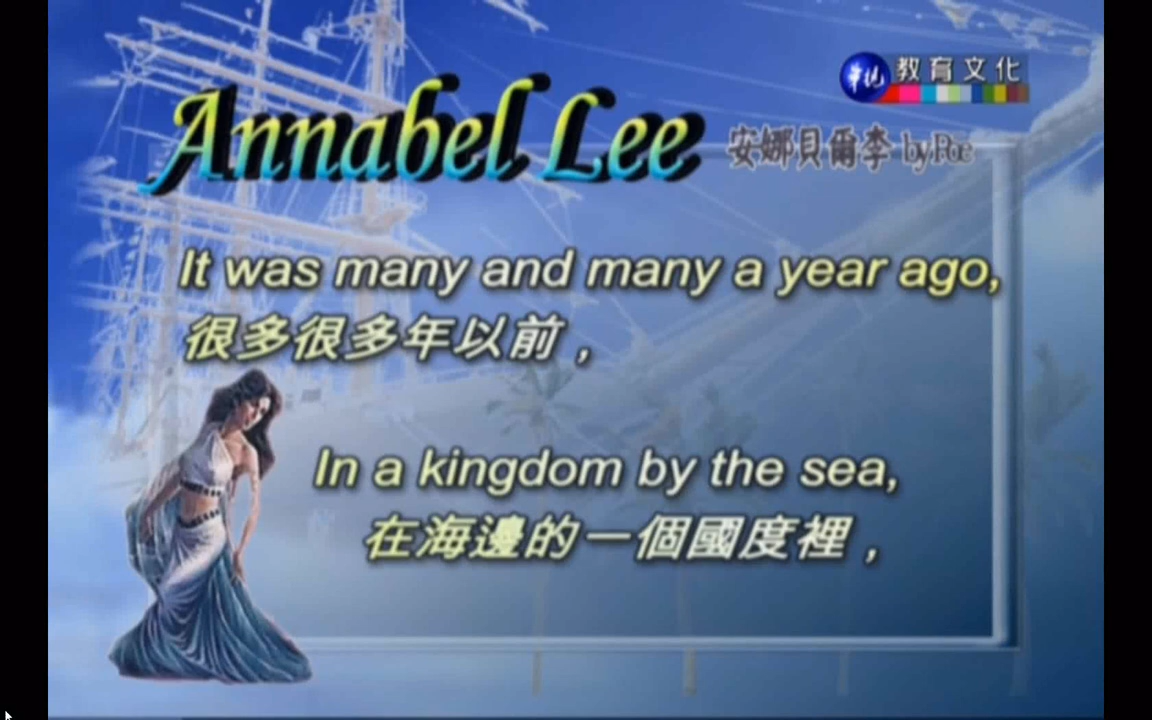 華視 教育文化
Annabel Lee 安娜貝爾李 by Poe
It was many and many a year ago,
很多很多年以前，
In a kingdom by the sea,
在海邊的一個國度裡，